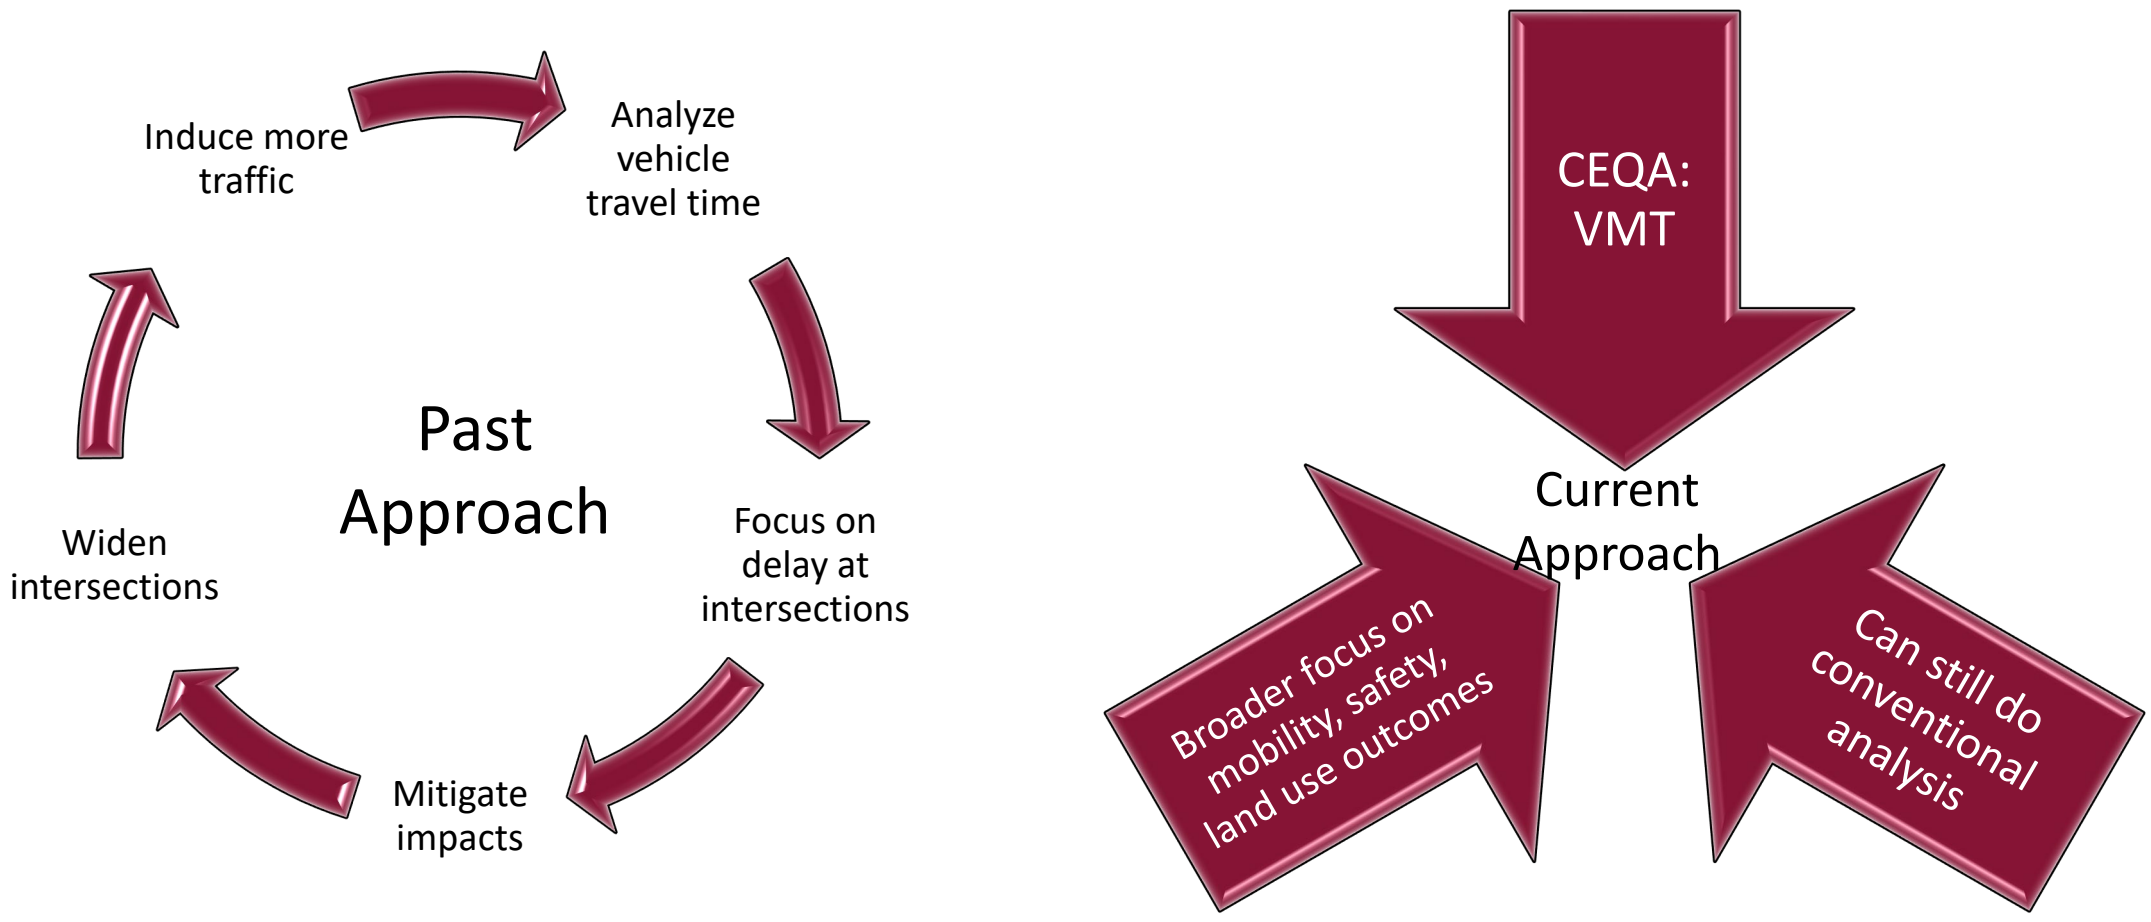 Induce more
traffic
Analyze
vehicle
travel time
Focus on
delay at
intersections
Mitigate
impacts
Widen
intersections
Past
Approach
CEQA:
VMT
Current
Approach
Broader focus on
mobility, safety,
land use outcomes
Can still do
conventional
analysis